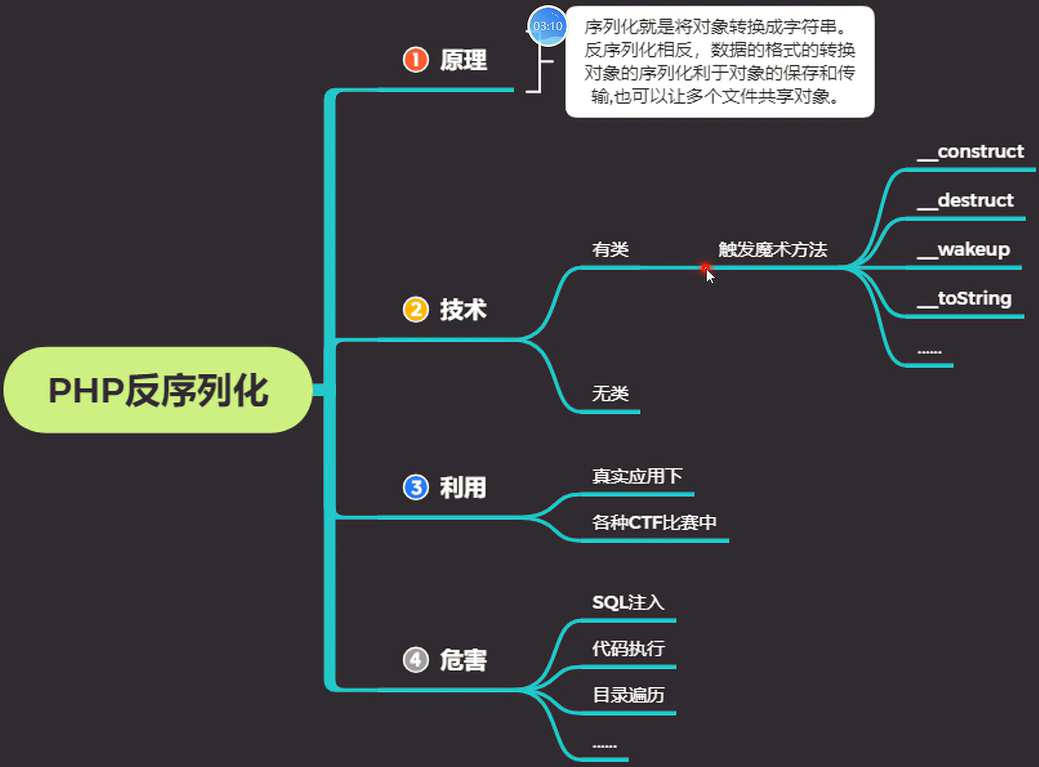 03:10
序列化就是将对象转换成字符串。
反序列化相反，数据的格式的转换
对象的序列化利于对象的保存和传
输,也可以让多个文件共享对象。
1 原理
__construct
__destruct
有类
触发魔术方法
__wakeup
__toString
......
2 技术
无类
PHP反序列化
真实应用下
3 利用
各种CTF比赛中
SQL注入
代码执行
4 危害
目录遍历
......